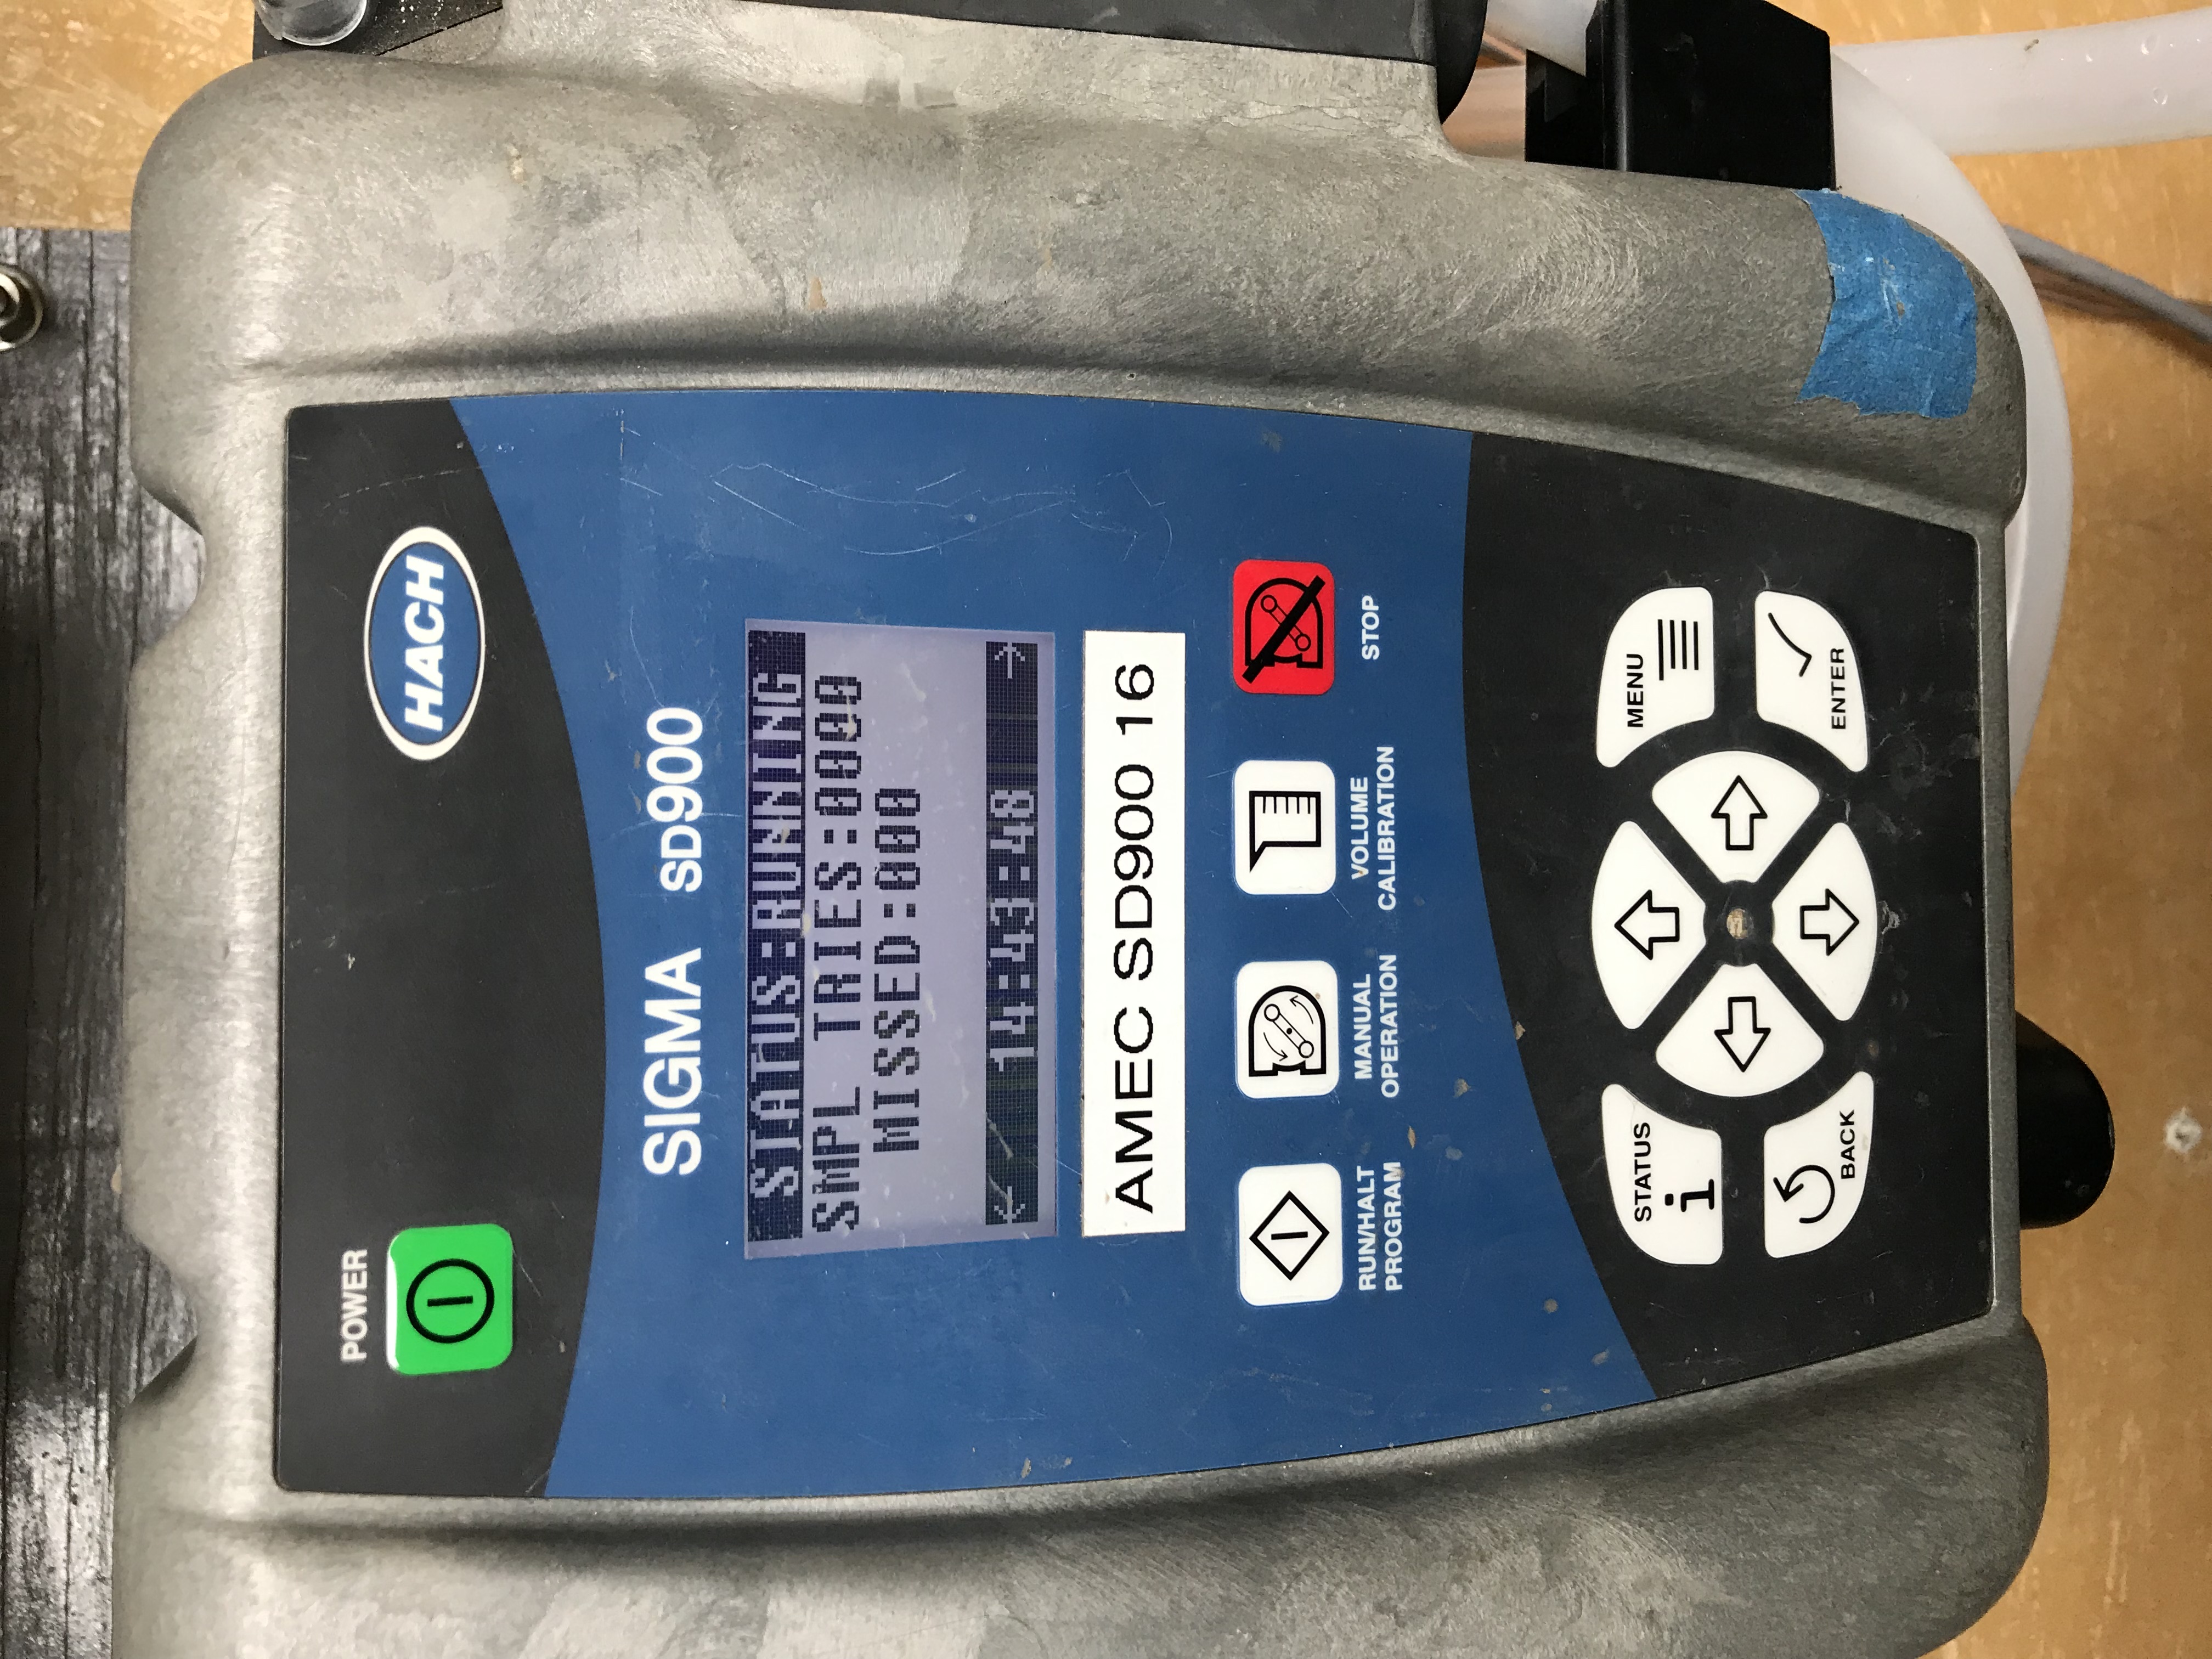 POWER
HACH
SIGMA SD900
STATUS:RUNNING
SMPL TRIES:0000
MISSED:000
← 14:43:48 →
AMEC SD900 16
RUN/HALT PROGRAM
MANUAL OPERATION
VOLUME CALIBRATION
STOP
STATUS
i
MENU
BACK
ENTER